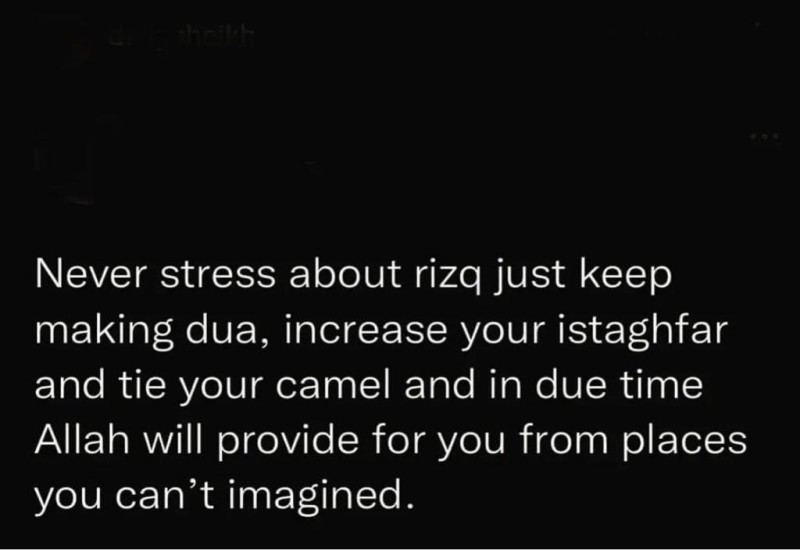 Never stress about rizq just keep
making dua, increase your istaghfar
and tie your camel and in due time
Allah will provide for you from places
you can't imagined.